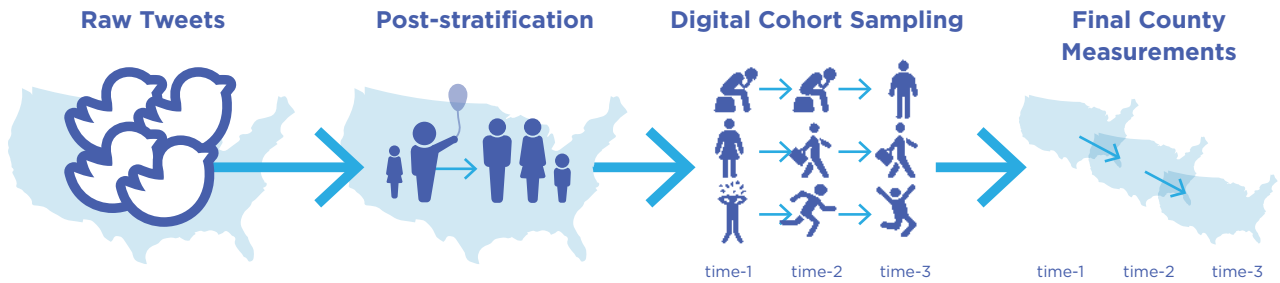 Raw Tweets
Post-stratification
Digital Cohort Sampling
Final County
Measurements
time-1 time-2 time-3
time-1 time-2 time-3